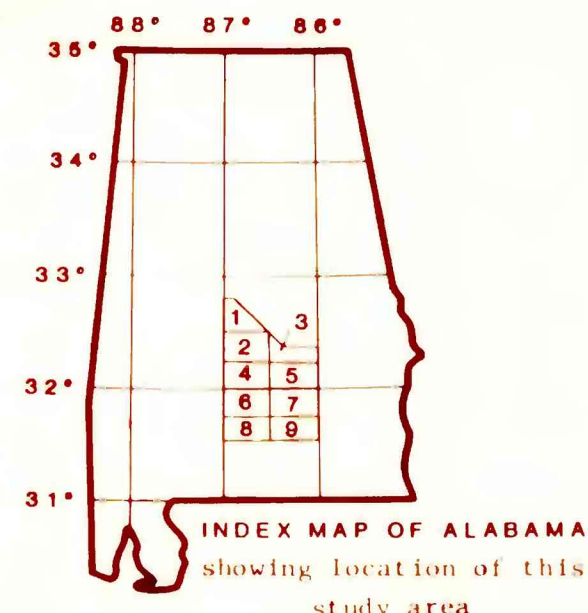 88° 87° 86°
35°
34°
33°
1 3
2
4 5
32°
6 7
8 9
31°
INDEX MAP OF ALABAMA
showing location of this
study area